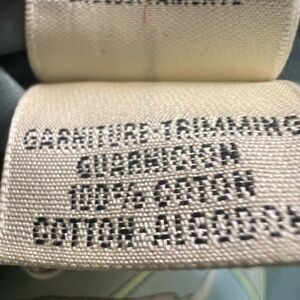 GARNITURE-TRIMMING
GUARNICION
100% COTON
COTTON-ALGODON